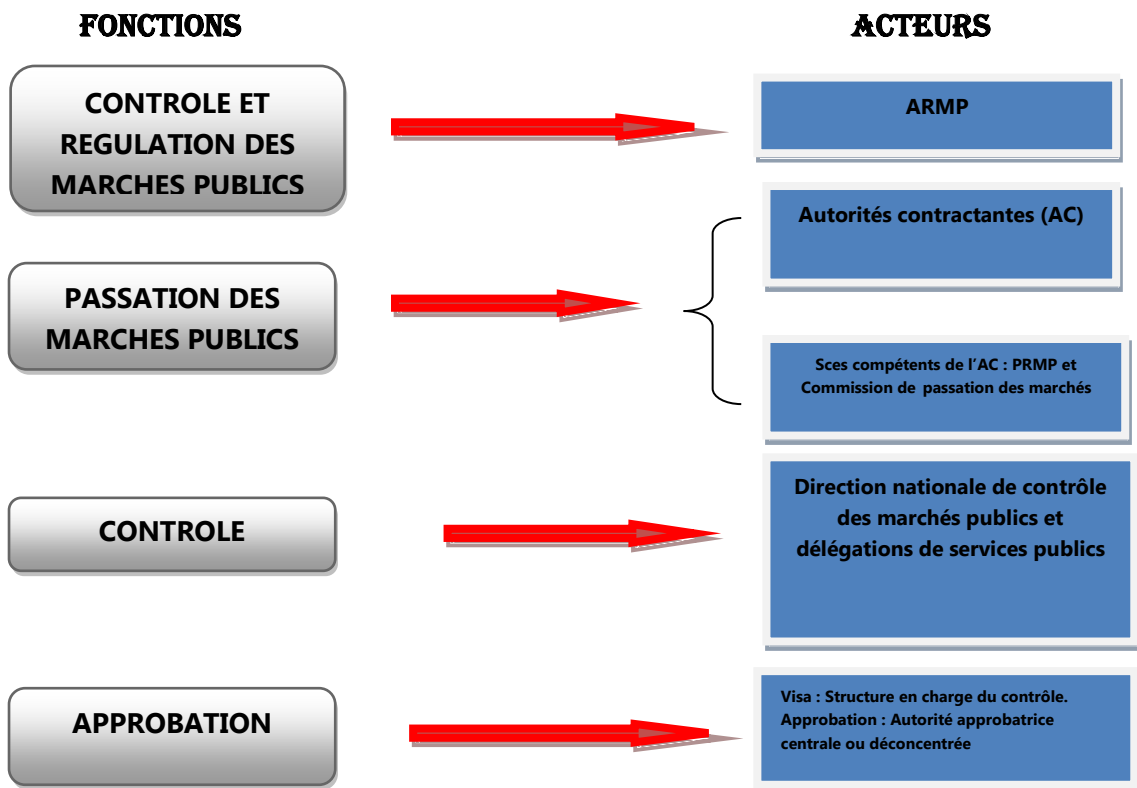 FONCTIONS
ACTEURS
CONTROLE ET
REGULATION DES
MARCHES PUBLICS
ARMP
PASSATION DES
MARCHES PUBLICS
Autorités contractantes (AC)
Sces compétents de l’AC : PRMP et
Commission de passation des marchés
CONTROLE
Direction nationale de contrôle
des marchés publics et
délégations de services publics
APPROBATION
Visa : Structure en charge du contrôle.
Approbation : Autorité approbatrice
centrale ou déconcentrée